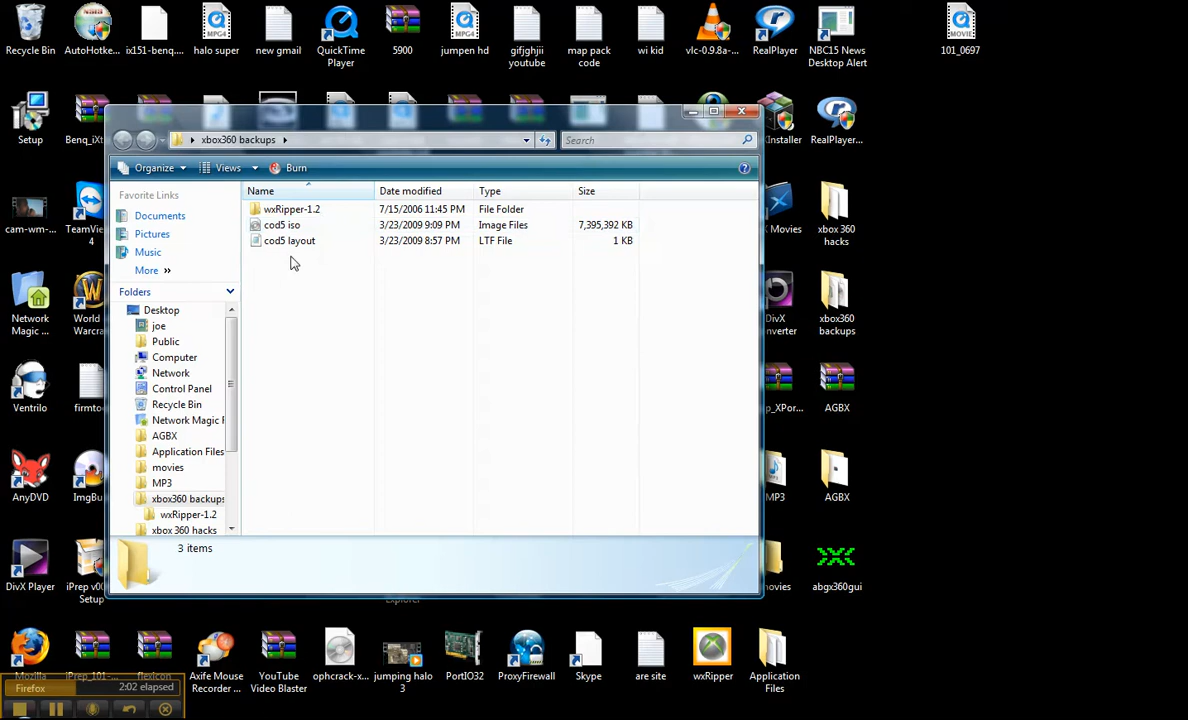 Recycle Bin
AutoHotke...
ix151-benq...
halo super
new gmail
QuickTime Player
5900
jumpen hd
gifjghjii youtube
map pack code
wi kid
vlc-0.9.8a-...
RealPlayer
NBC15 News Desktop Alert
101_0697
Setup
Benq_iXt
KInstaller
RealPlayer...
xbox360 backups
Search
Organize
Views
Burn
Favorite Links
Documents
Pictures
Music
More »
Folders
Desktop
joe
Public
Computer
Network
Control Panel
Recycle Bin
Network Magic F
AGBX
Application Files
movies
MP3
xbox360 backups
wxRipper-1.2
xbox 360 hacks
Name
Date modified
Type
Size
wxRipper-1.2
7/15/2006 11:45 PM
File Folder
cod5 iso
3/23/2009 9:09 PM
Image Files
7,395,392 KB
cod5 layout
3/23/2009 8:57 PM
LTF File
1 KB
3 items
cam-wm-...
TeamView 4
X Movies
xbox 360 hacks
Network Magic
World Warcra
DivX
nverter
xbox360 backups
Ventrilo
firmto
p_XPor...
AGBX
AnyDVD
ImgBu
MP3
AGBX
DivX Player
iPrep v00 Setup
Explorer
movies
abgx360gui
Mozilla
iPrep_101-...
flexicon
Axife Mouse Recorder ...
YouTube Video Blaster
ophcrack-x...
jumping halo 3
PortIO32
ProxyFirewall
Skype
are site
wxRipper
Application Files
Firefox
2:02 elapsed